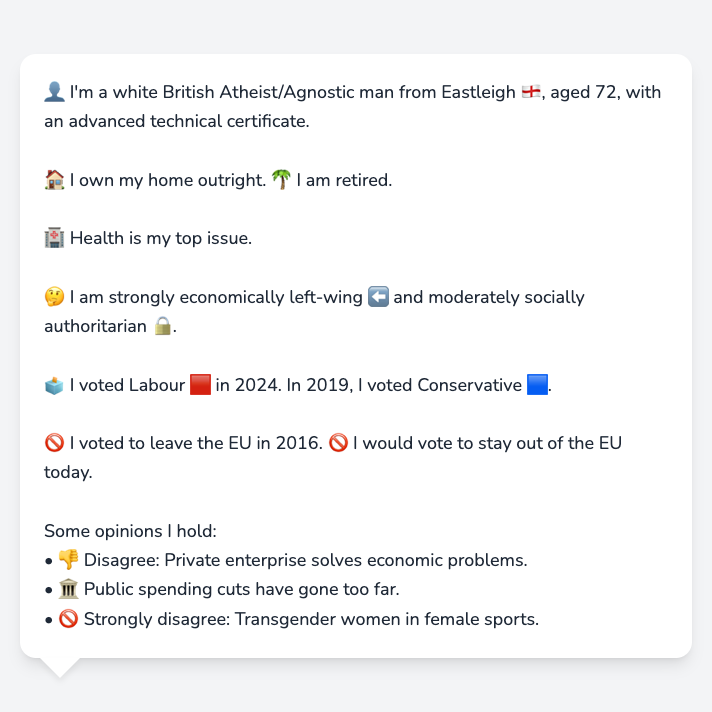 👤 I'm a white British Atheist/Agnostic man from Eastleigh 🏴󠁧󠁢󠁥󠁮󠁧󠁿, aged 72, with
an advanced technical certificate.
🏠 I own my home outright. 🌴 I am retired.
🏥 Health is my top issue.
🤔 I am strongly economically left-wing ⬅️ and moderately socially
authoritarian 🔒.
🗳️ I voted Labour 🟥 in 2024. In 2019, I voted Conservative 🟦.
🚫 I voted to leave the EU in 2016. 🚫 I would vote to stay out of the EU
today.
Some opinions I hold:
• 👎 Disagree: Private enterprise solves economic problems.
• 🏛️ Public spending cuts have gone too far.
• 🚫 Strongly disagree: Transgender women in female sports.